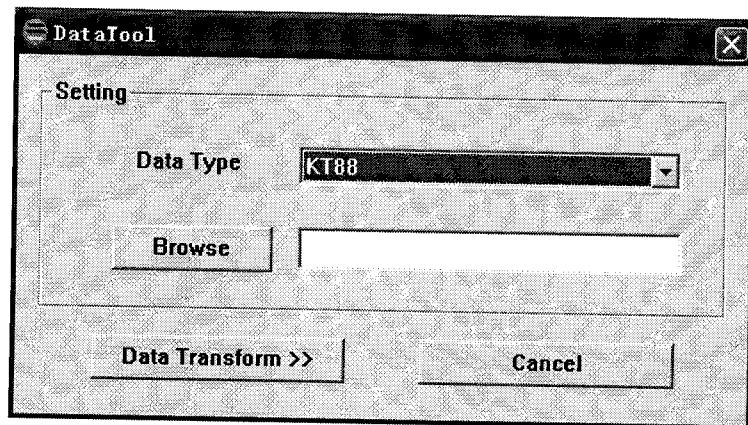 DataTool
Setting
Data Type
KT88
Browse
Data Transform >>
Cancel